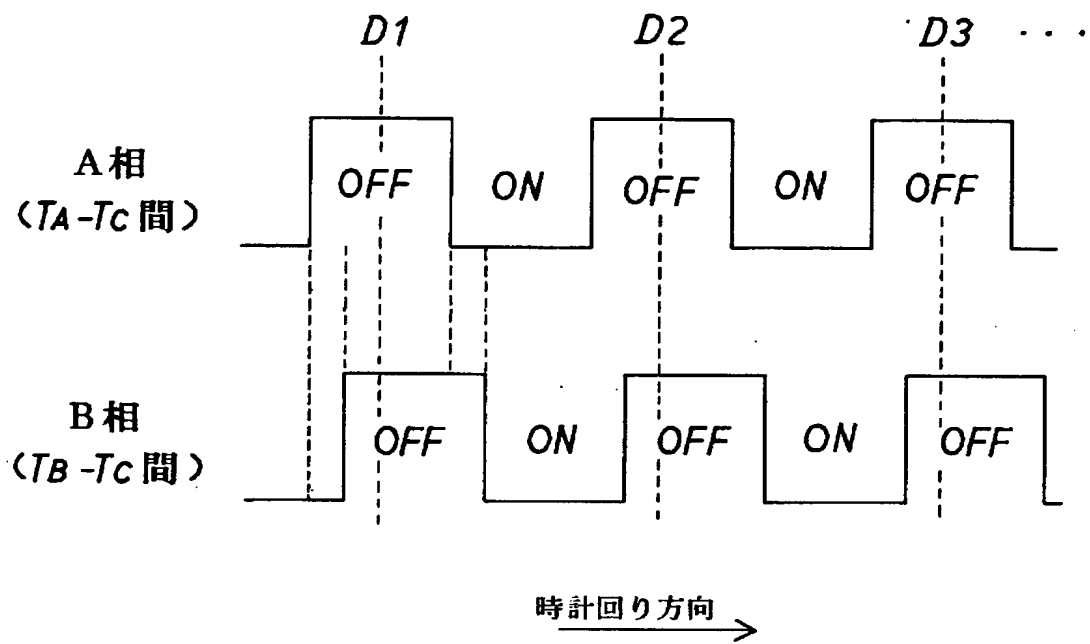 D1 D2 D3 ・・・
A相
(TA-TC間)
OFF ON OFF ON OFF
B相
(TB-TC間)
OFF ON OFF ON OFF
時計回り方向